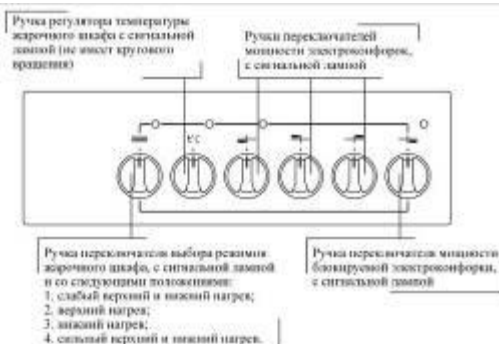 Ручка регулятора температуры
жарочного шкафа с сигнальной
лампой (не имеет кругового
вращения)
Ручки переключателей
мощности электроконфорок,
с сигнальной лампой
t°C
Ручка переключателя выбора режимов
жарочного шкафа, с сигнальной лампой
и со следующими положениями:
1. слабый верхний и нижний нагрев;
2. верхний нагрев;
3. нижний нагрев;
4. сильный верхний и нижний нагрев.
Ручка переключателя мощности
блокируемой электроконфорки,
с сигнальной лампой